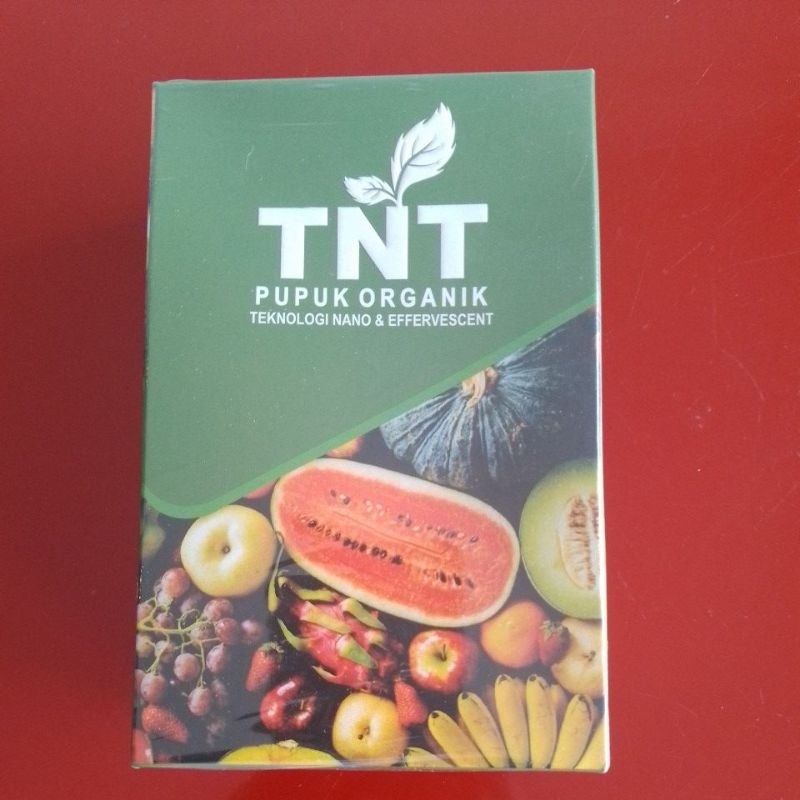 TNT
PUPUK ORGANIK
TEKNOLOGI NANO & EFFERVESCENT